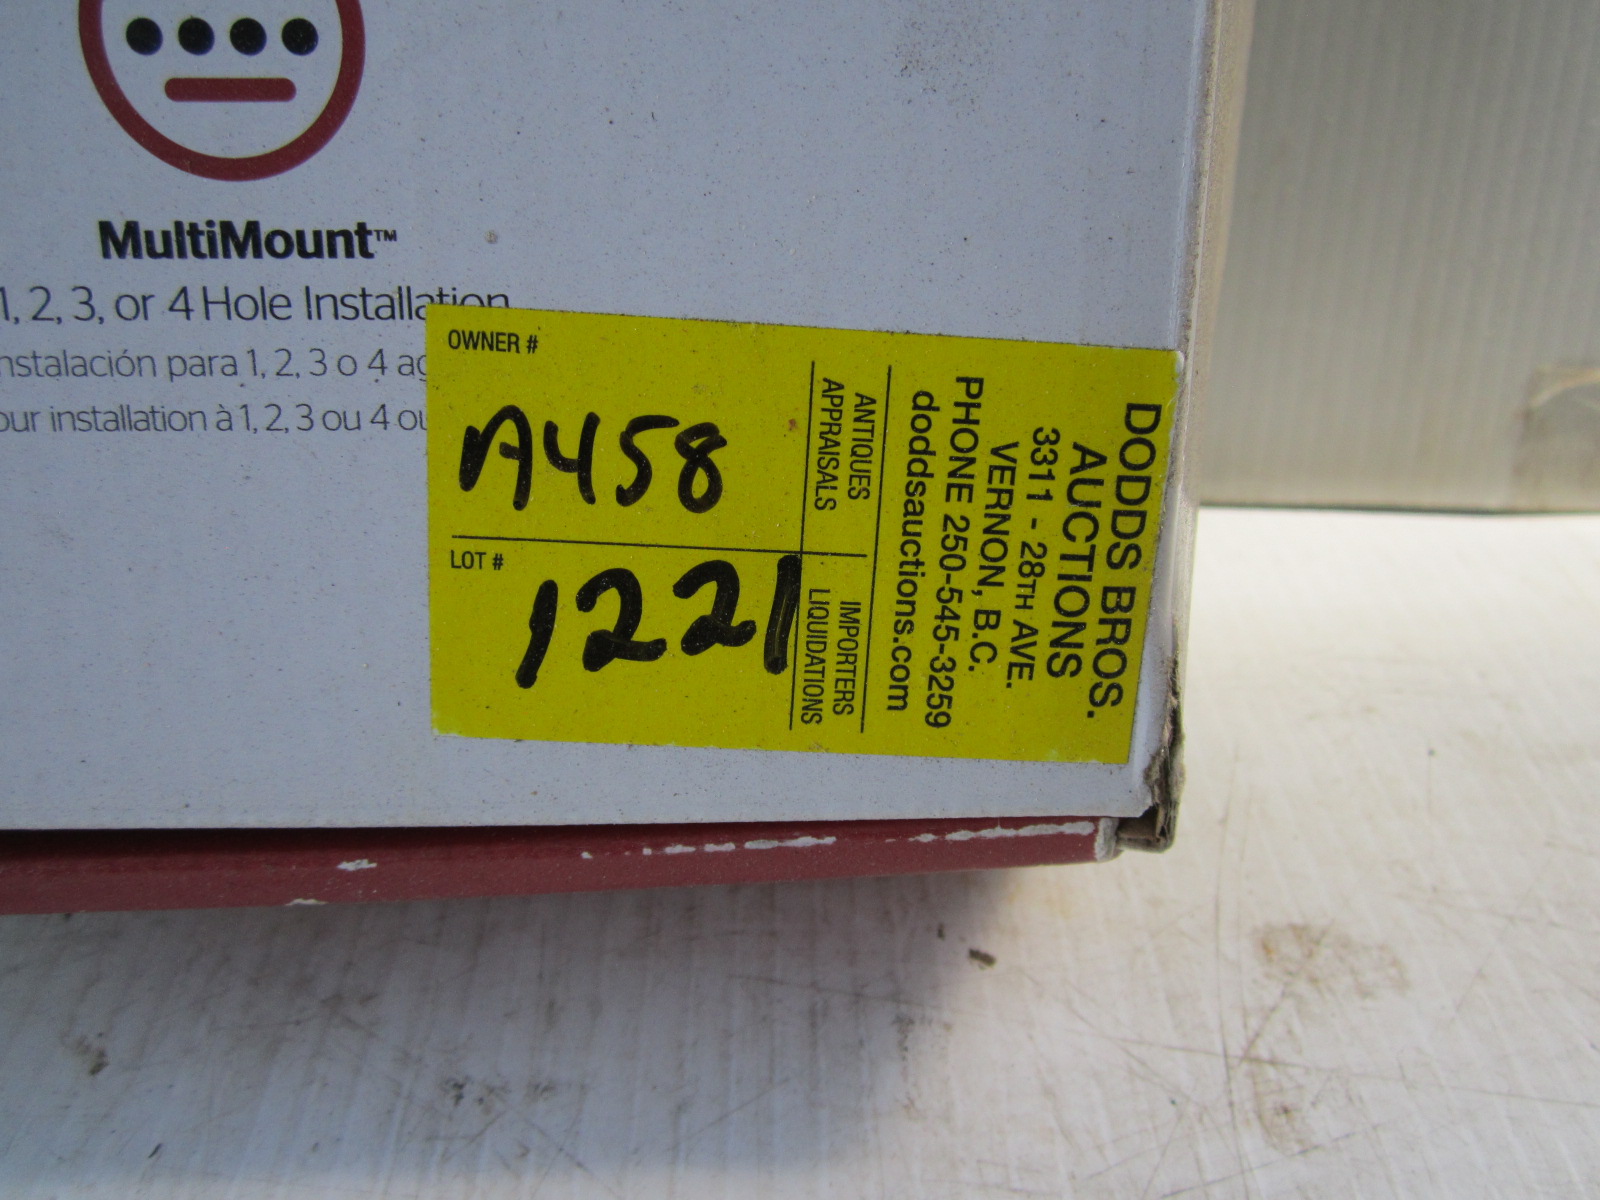 MultiMount™
1, 2, 3, or 4 Hole Installation
nstalación para 1, 2, 3 o 4
our installation à 1, 2, 3 ou 4
OWNER #
A458
LOT #
1221
ANTIQUES
APPRAISALS
IMPORTERS
LIQUIDATIONS
DODDS BROS.
AUCTIONS
3311 - 28TH AVE.
VERNON, B.C.
PHONE 250-545-3259
doddsauctions.com